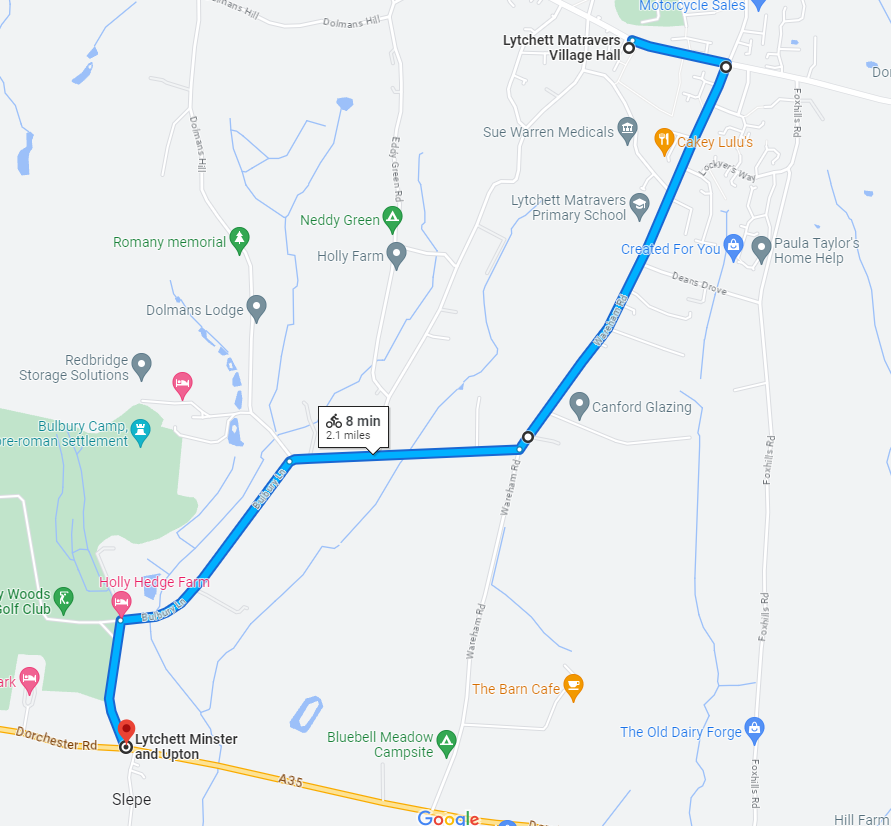 Motorcycle Sales
Dolmans Hill
Dolmans Hill
Lytchett Matravers
Village Hall
Foxhills Rd
Dolmans Hill
Eddy Green Rd
Sue Warren Medicals
Cakey Lulu's
Lockyer's Way
Lytchett Matravers
Primary School
Neddy Green
Romany memorial
Holly Farm
Created For You
Paula Taylor's
Home Help
Deans Drove
Dolmans Lodge
Wareham Rd
Redbridge
Storage Solutions
8 min
2.1 miles
Canford Glazing
Bulbury Camp,
pre-roman settlement
Foxhills Rd
Wareham Rd
Bulbury Ln
Holly Hedge Farm
y Woods
Golf Club
Bulbury Ln
Foxhills Rd
Wareham Rd
ark
The Barn Cafe
Dorchester Rd
Lytchett Minster
and Upton
Bluebell Meadow
Campsite
The Old Dairy Forge
A35
Foxhills Rd
Slepe
Google
Hill Farm